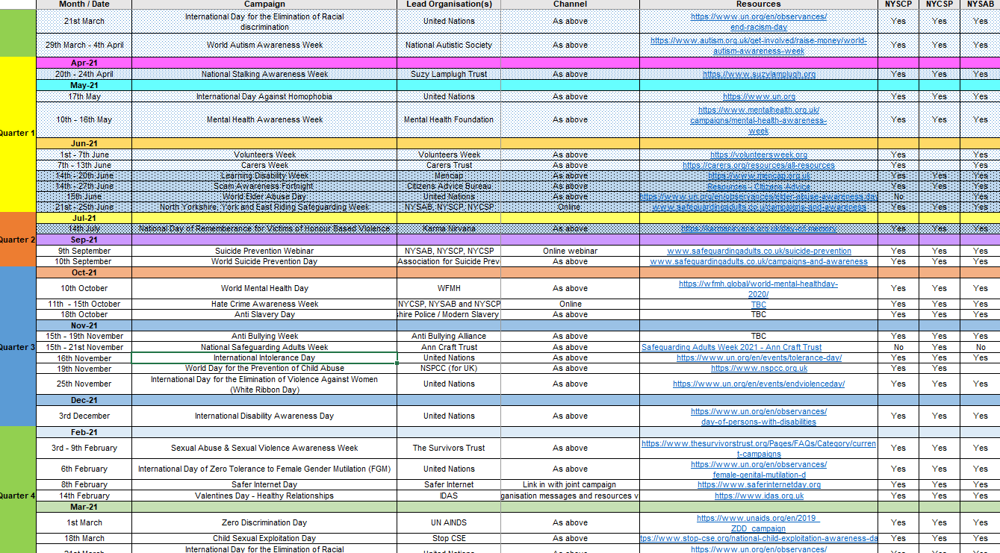 Month / Date Campaign Lead Organisation(s) Channel Resources NYSCP NYCSP NYSAB
21st March International Day for the Elimination of Racial discrimination United Nations As above https://www.un.org/en/observances/end-racism-day Yes Yes Yes
29th March - 4th April World Autism Awareness Week National Autistic Society As above https://www.autism.org.uk/get-involved/raise-money/world-autism-awareness-week Yes Yes Yes
Apr-21
20th - 24th April National Stalking Awareness Week Suzy Lamplugh Trust As above https://www.suzylamplugh.org Yes Yes Yes
May-21
17th May International Day Against Homophobia United Nations As above https://www.un.org Yes Yes Yes
10th - 16th May Mental Health Awareness Week Mental Health Foundation As above https://www.mentalhealth.org.uk/campaigns/mental-health-awareness-week Yes Yes Yes
Quarter 1
Jun-21
1st - 7th June Volunteers Week Volunteers Week As above https://volunteersweek.org Yes Yes
7th - 13th June Carers Week Carers Trust As above https://carers.org/resources/all-resources Yes Yes
14th - 20th June Learning Disability Week Mencap As above https://www.mencap.org.uk Yes Yes Yes
14th - 27th June Scam Awareness Fortnight Citizens Advice Bureau As above Resources - Citizens Advice Yes Yes Yes
15th June World Elder Abuse Day United Nations As above https://www.un.org/en/observances/elder-abuse-awareness-day No Yes
21st - 25th June North Yorkshire, York and East Riding Safeguarding Week NYSAB, NYSCP, NYCSP Online www.safeguardingadults.co.uk/campaigns-and-awareness Yes Yes Yes
Jul-21
14th July National Day of Rememberance for Victims of Honour Based Violence Karma Nirvana As above https://karmanirvana.org.uk/day-of-memory Yes Yes Yes
Quarter 2
Sep-21
9th September Suicide Prevention Webinar NYSAB, NYSCP, NYCSP Online webinar www.safeguardingadults.co.uk/suicide-prevention Yes Yes Yes
10th September World Suicide Prevention Day Association for Suicide Prev As above www.safeguardingadults.co.uk/campaigns-and-awareness Yes Yes Yes
Oct-21
10th October World Mental Health Day WFMH As above https://wfmh.global/world-mental-healthday-2020/ Yes Yes Yes
11th - 15th October Hate Crime Awareness Week NYCSP, NYSAB and NYSCP Online TBC Yes Yes Yes
18th October Anti Slavery Day shire Police / Modern Slavery As above TBC Yes Yes Yes
Nov-21
15th - 19th November Anti Bullying Week Anti Bullying Alliance As above TBC Yes Yes Yes
Quarter 3
15th - 21st November National Safeguarding Adults Week Ann Craft Trust As above Safeguarding Adults Week 2021 - Ann Craft Trust No Yes No
16th November International Intolerance Day United Nations As above https://www.un.org/en/events/tolerance-day/ Yes Yes Yes
19th November World Day for the Prevention of Child Abuse NSPCC (for UK) As above https://www.nspcc.org.uk Yes Yes
25th November International Day for the Elimination of Violence Against Women (White Ribbon Day) United Nations As above https://www.un.org/en/events/endviolenceday/ Yes Yes Yes
Dec-21
3rd December International Disability Awareness Day United Nations As above https://www.un.org/en/observances/day-of-persons-with-disabilities Yes Yes Yes
Feb-21
3rd - 9th February Sexual Abuse & Sexual Violence Awareness Week The Survivors Trust As above https://www.thesurvivorstrust.org/Pages/FAQs/Category/current-campaigns Yes Yes Yes
6th February International Day of Zero Tolerance to Female Gender Mutilation (FGM) United Nations As above https://www.un.org/en/observances/female-genital-mutilation-d Yes Yes Yes
8th February Safer Internet Day Safer Internet Link in with joint campaign https://www.saferinternetday.org Yes Yes Yes
Quarter 4
14th February Valentines Day - Healthy Relationships IDAS ganisation messages and resources v https://www.idas.org.uk Yes Yes Yes
Mar-21
1st March Zero Discrimination Day UN AINDS As above https://www.unaids.org/en/2019_ZDD_campaign Yes Yes Yes
18th March Child Sexual Exploitation Day Stop CSE As above tps://www.stop-cse.org/national-child-exploitation-awareness-da Yes Yes Yes
21st March International Day for the Elimination of Racial United Nations As above https://www.un.org/en/observances/ Yes Yes Yes